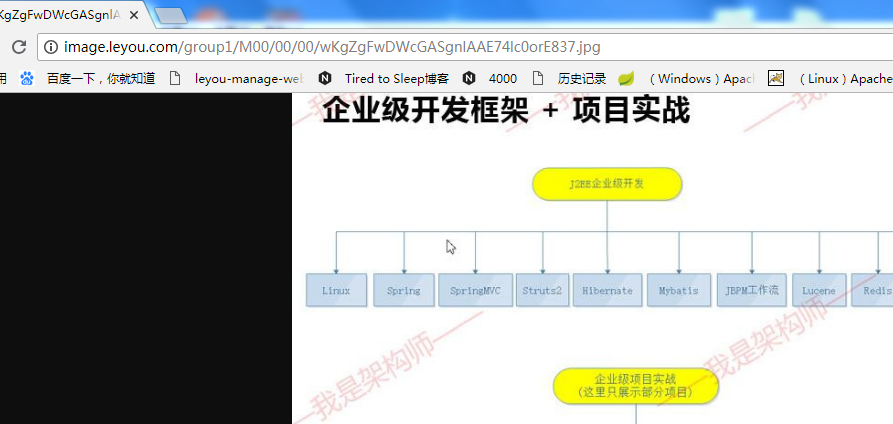 KgZgFwDWcGASgnIA
image.leyou.com/group1/M00/00/00/wKgZgFwDWcGASgnIAAE74lc0orE837.jpg
用 百度一下，你就知道 leyou-manage-web Tired to Sleep博客 4000 历史记录 （Windows）Apac （Linux）Apache
企业级开发框架 + 项目实战
J2EE企业级开发
Linux Spring SpringMVC Struts2 Hibernate Mybatis JBPM工作流 Lucene Redis
企业级项目实战
(这里只展示部分项目)
——我是架构师——
——我是架构师——